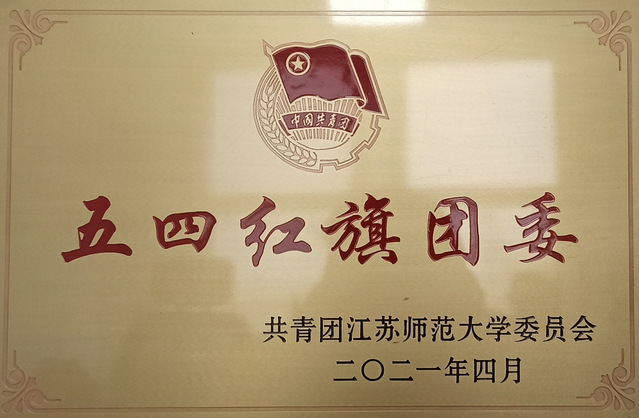 中国共青团
五四红旗团委
共青团江苏师范大学委员会
二〇二一年四月